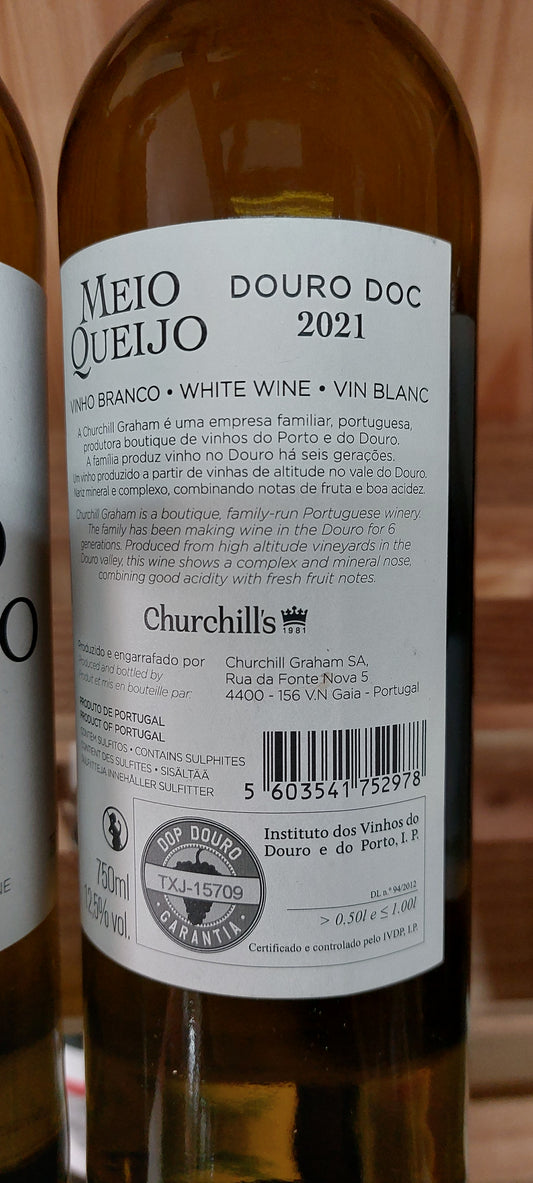 MEIO
QUEIJO
DOURO DOC
2021
VINHO BRANCO • WHITE WINE • VIN BLANC
A Churchill Graham é uma empresa familiar, portuguesa,
produtora boutique de vinhos do Porto e do Douro.
A família produz vinho no Douro há seis gerações.
Um vinho produzido a partir de vinhas de altitude no vale do Douro.
Nariz mineral e complexo, combinando notas de fruta e boa acidez.
Churchill Graham is a boutique, family-run Portuguese winery.
The family has been making wine in the Douro for 6
generations. Produced from high altitude vineyards in the
Douro valley, this wine shows a complex and mineral nose,
combining good acidity with fresh fruit notes.
Churchill's
1981
Produzido e engarrafado por
Produced and bottled by
Produit et mis en bouteille par:
Churchill Graham SA,
Rua da Fonte Nova 5
4400 - 156 V.N Gaia - Portugal
PRODUTO DE PORTUGAL
PRODUCT OF PORTUGAL
CONTÉM SULFITOS • CONTAINS SULPHITES
CONTIENT DES SULFITES • SISÄLTÄÄ
SULFIITTEJA INNEHÅLLER SULFITTER
5 603541 752978
750ml
12,5% vol.
DOP DOURO
TXJ-15709
• GARANTIA •
Instituto dos Vinhos do
Douro e do Porto, I. P.
DL n.º 94/2012
> 0.50l e ≤ 1.00l
Certificado e controlado pelo IVDP, I.P.
O